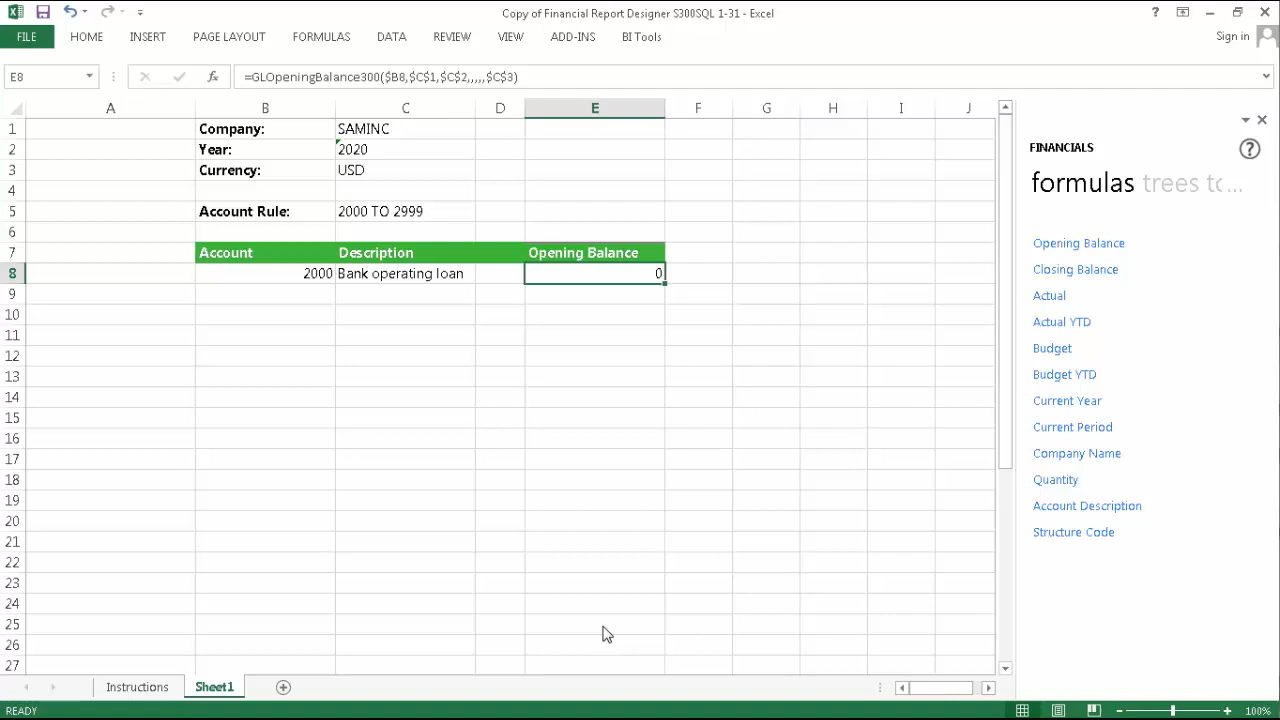 Copy of Financial Report Designer S300SQL 1-31 - Excel
FILE HOME INSERT PAGE LAYOUT FORMULAS DATA REVIEW VIEW ADD-INS BI Tools Sign in
E8 fx =GLOpeningBalance300($B8,$C$1,$C$2,,,,,$C$3)
A B C D E F G H I J
1 Company: SAMINC
2 Year: 2020
3 Currency: USD
4
5 Account Rule: 2000 TO 2999
6
7 Account Description Opening Balance
8 2000 Bank operating loan 0
9
10
11
12
13
14
15
16
17
18
19
20
21
22
23
24
25
26
27
FINANCIALS
formulas trees to...
Opening Balance
Closing Balance
Actual
Actual YTD
Budget
Budget YTD
Current Year
Current Period
Company Name
Quantity
Account Description
Structure Code
Instructions Sheet1
READY 100%